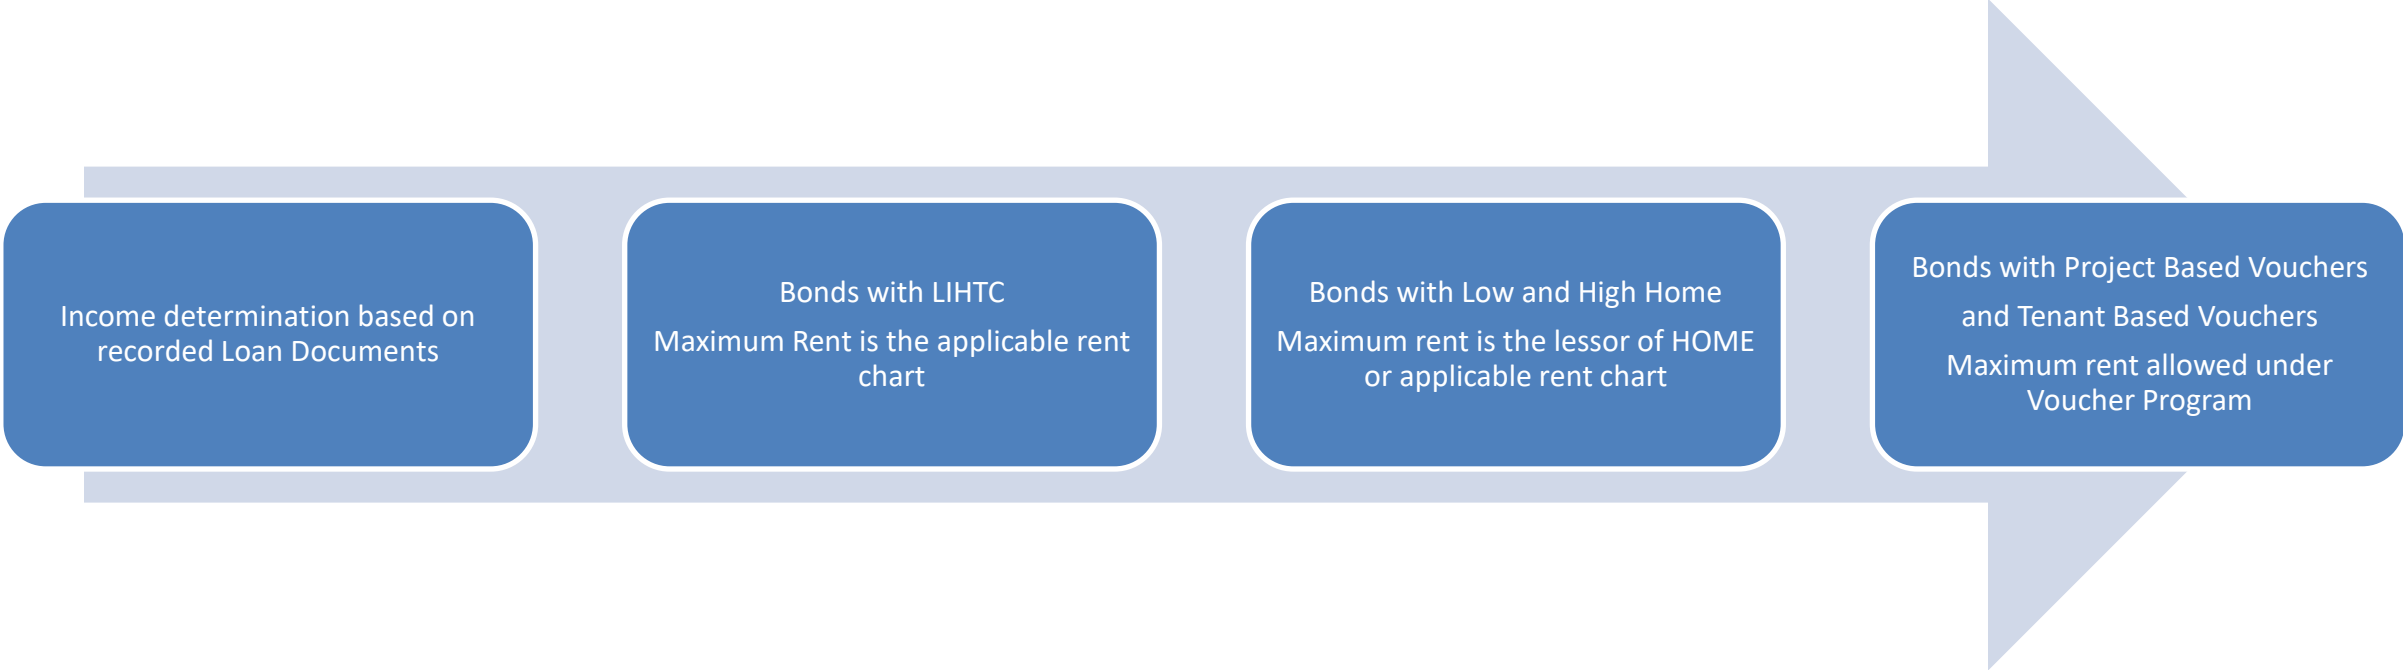 Income determination based on
recorded Loan Documents
Bonds with LIHTC
Maximum Rent is the applicable rent
chart
Bonds with Low and High Home
Maximum rent is the lessor of HOME
or applicable rent chart
Bonds with Project Based Vouchers
and Tenant Based Vouchers
Maximum rent allowed under
Voucher Program